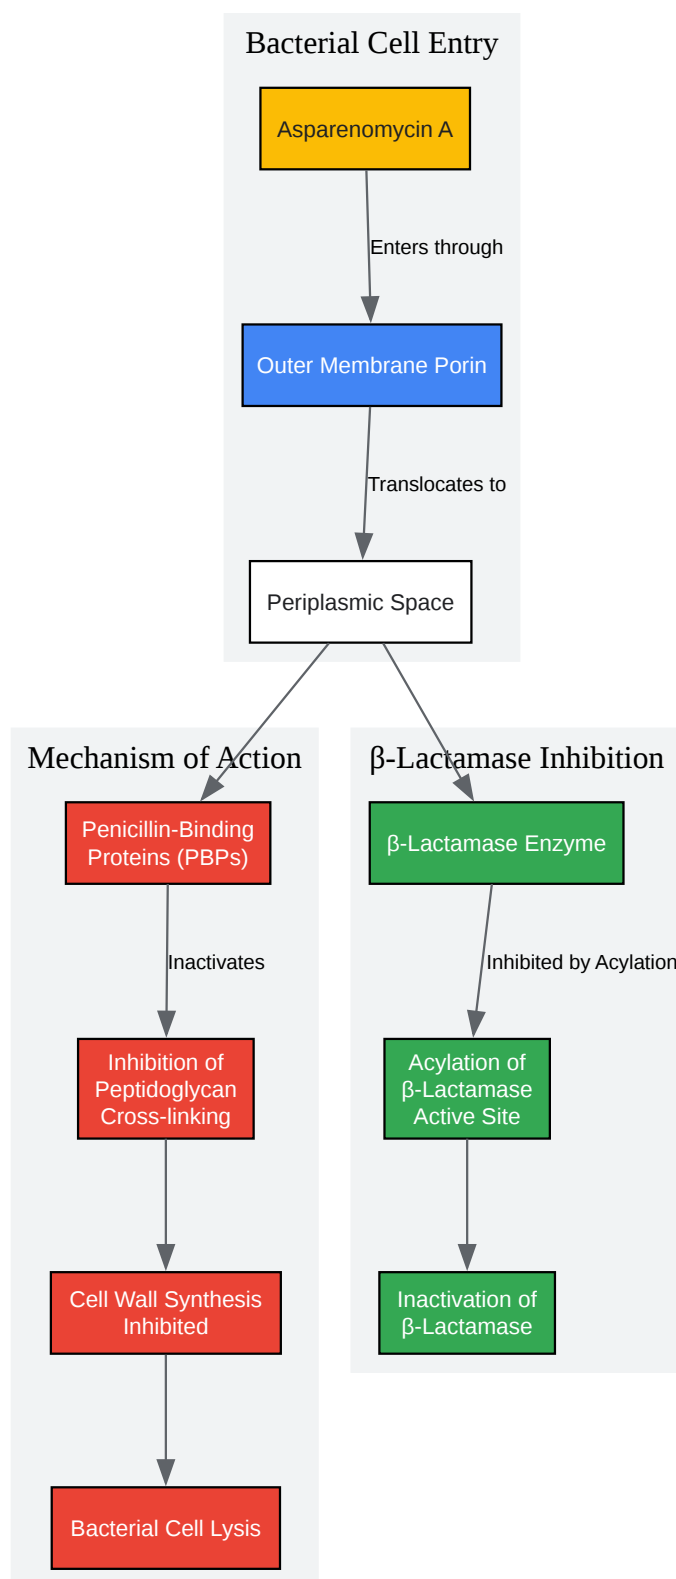 Bacterial Cell Entry
Asparenomycin A
Enters through
Outer Membrane Porin
Translocates to
Periplasmic Space
Mechanism of Action
Penicillin-Binding
Proteins (PBPs)
Inactivates
Inhibition of
Peptidoglycan
Cross-linking
Cell Wall Synthesis
Inhibited
Bacterial Cell Lysis
β-Lactamase Inhibition
β-Lactamase Enzyme
Inhibited by Acylation
Acylation of
β-Lactamase
Active Site
Inactivation of
β-Lactamase